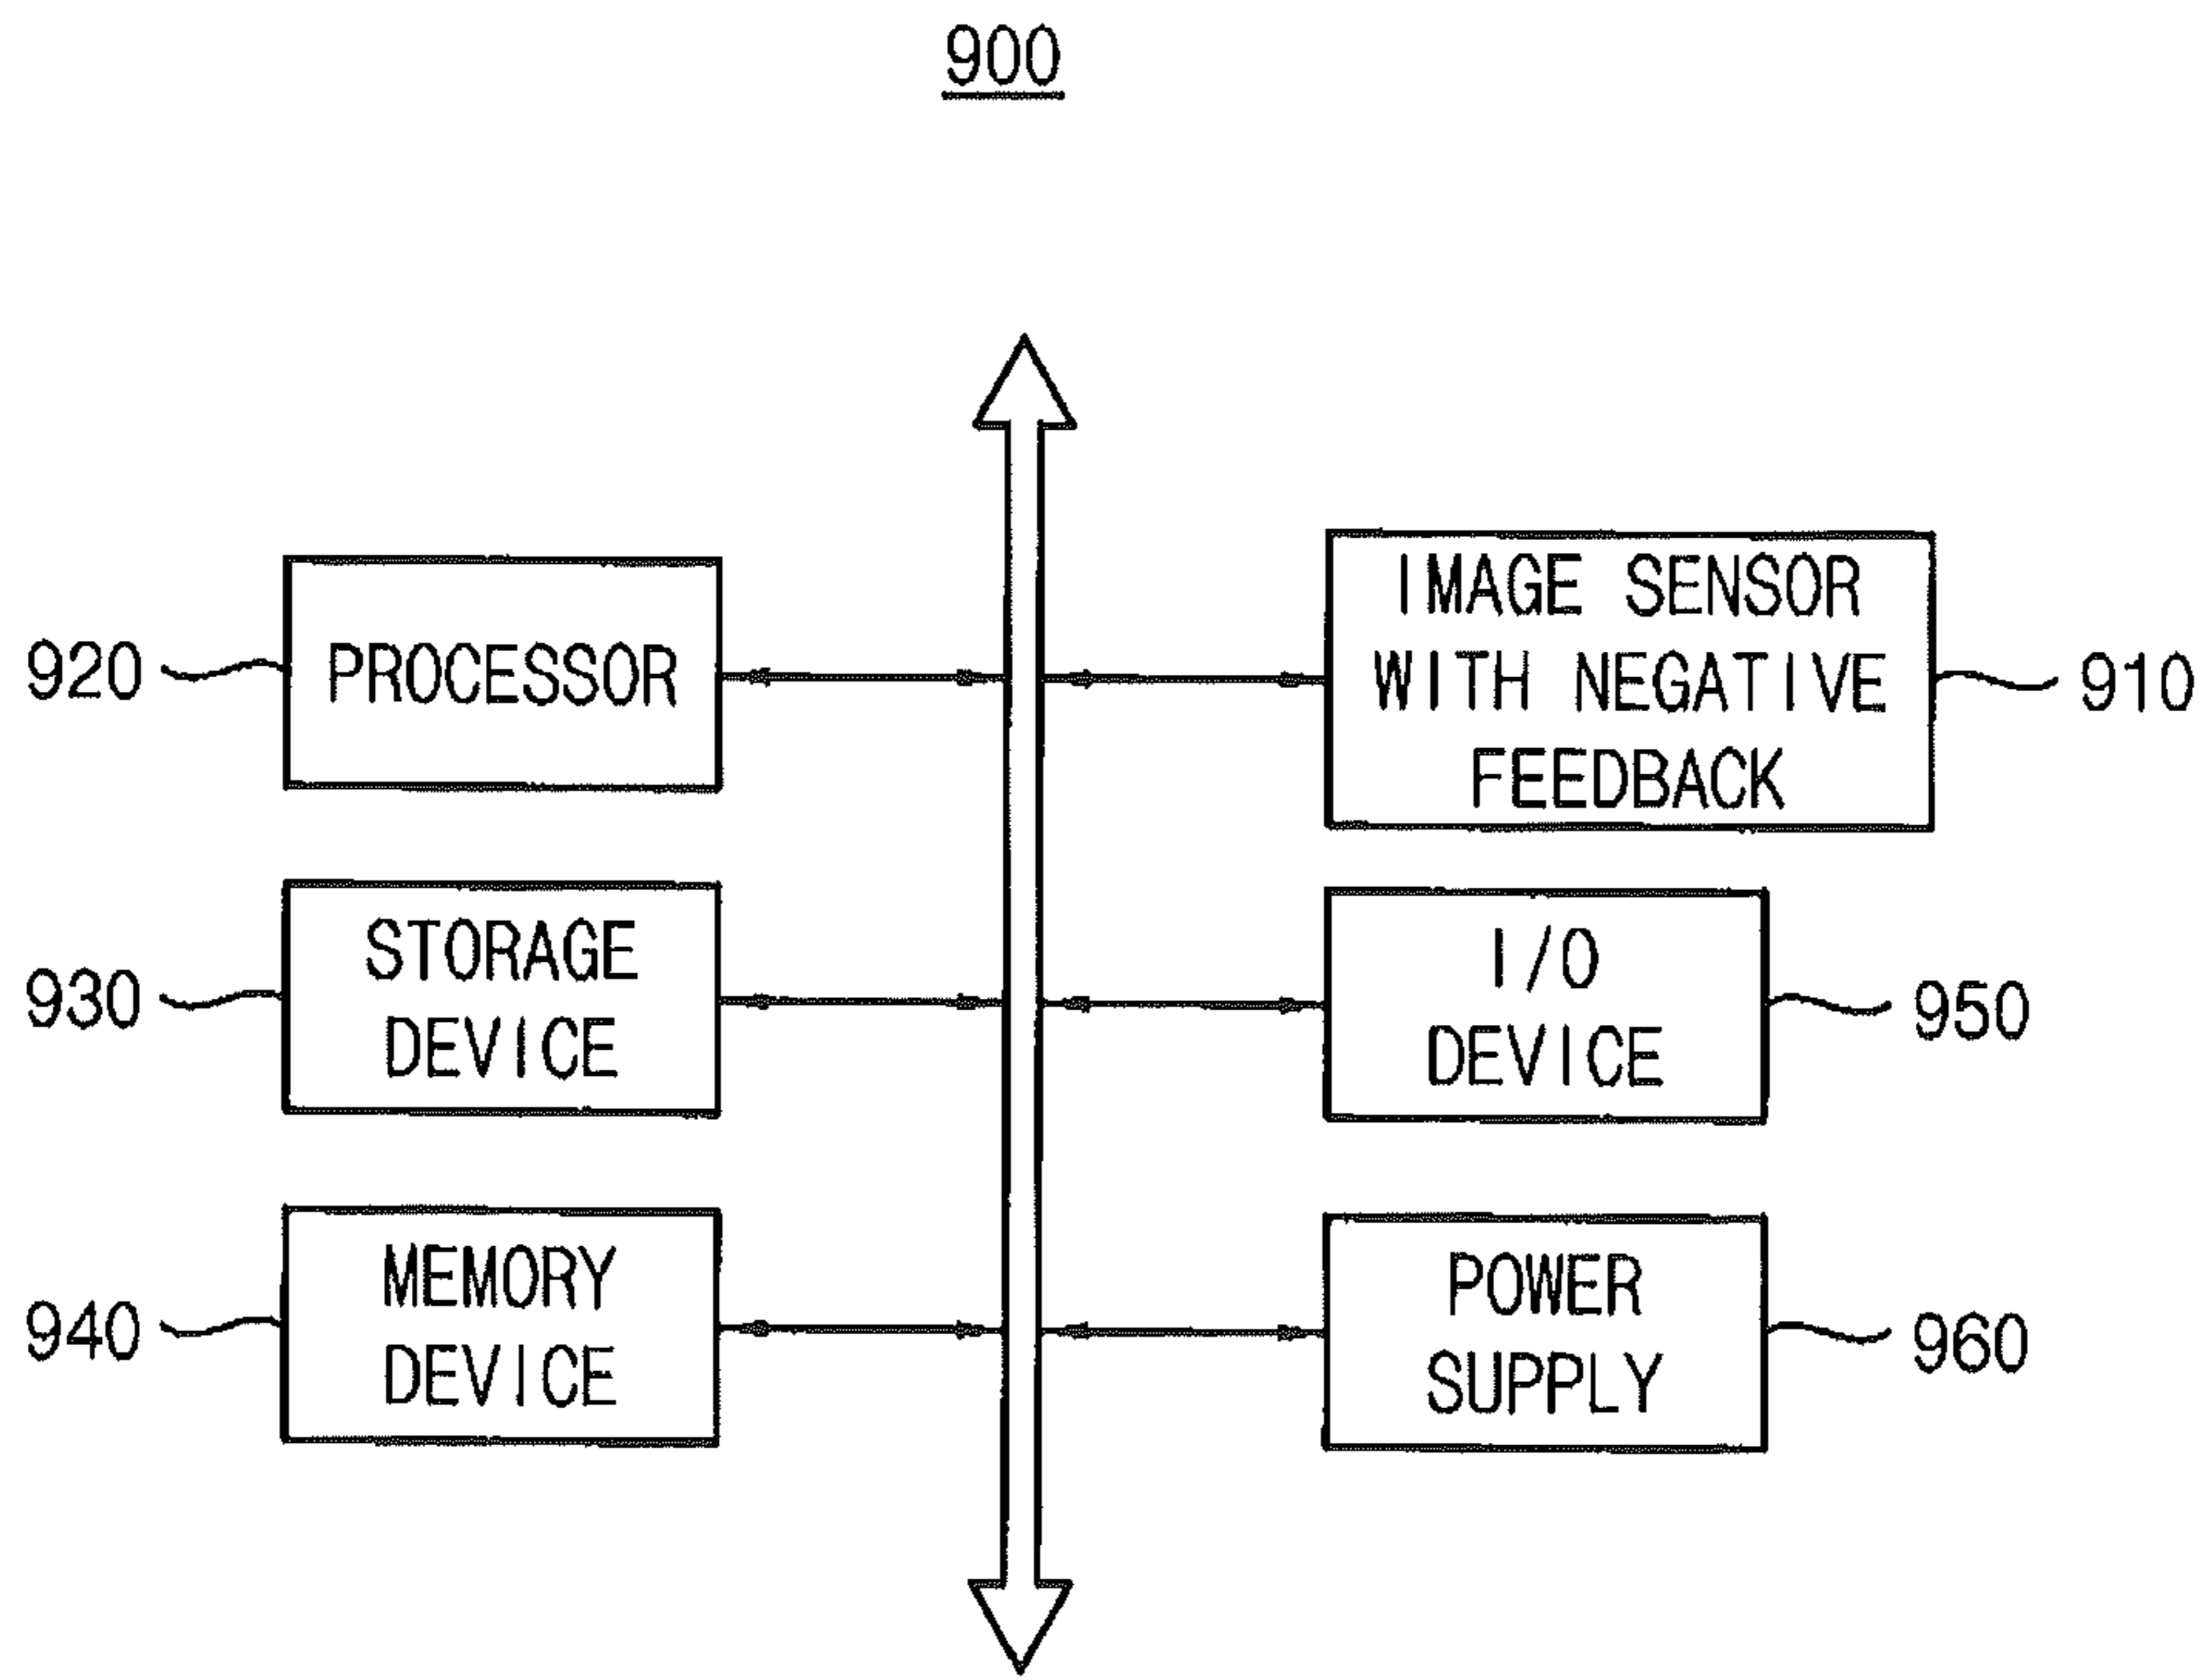 900
920
PROCESSOR
IMAGE SENSOR
WITH NEGATIVE
FEEDBACK
910
930
STORAGE
DEVICE
I/O
DEVICE
950
940
MEMORY
DEVICE
POWER
SUPPLY
960